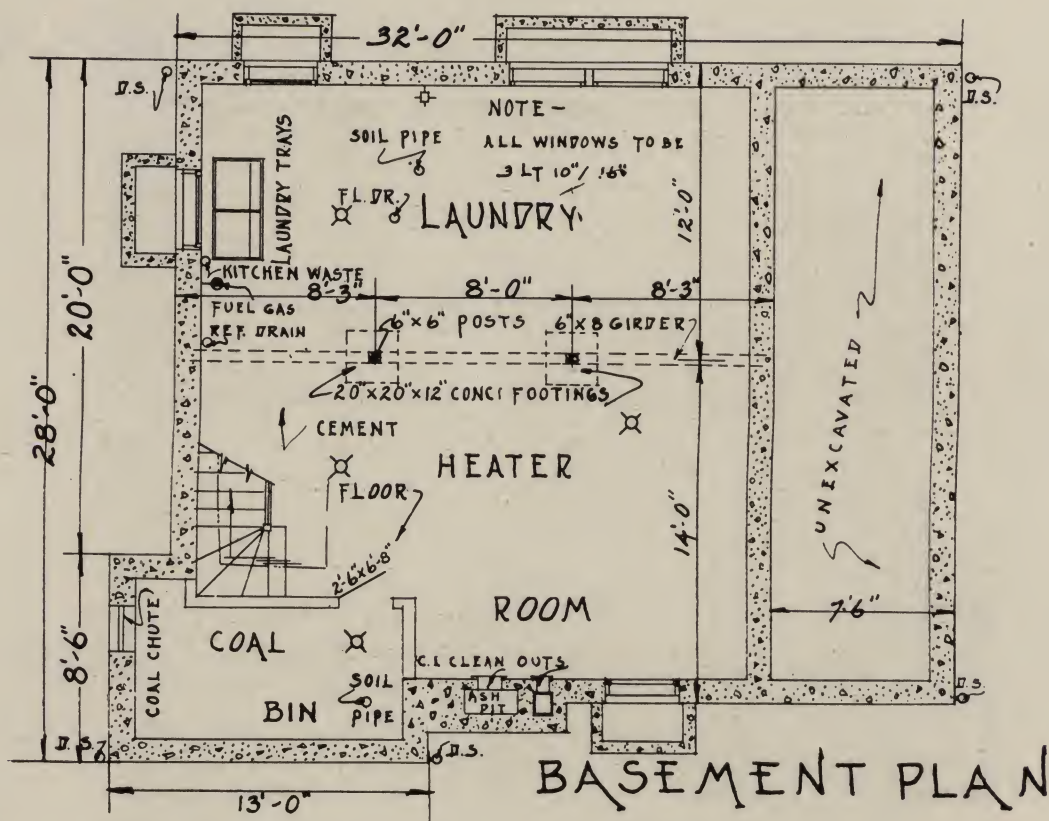 32'-0"
D.S.
D.S.
NOTE -
SOIL PIPE
ALL WINDOWS TO BE
3 LT 10"/16"
LAUNDRY TRAYS
FL. DR.
LAUNDRY.
12'-0"
20'-0"
28'-0"
KITCHEN WASTE
8'-3"
8'-0"
8'-3"
FUEL GAS
6"x6" POSTS
6"x8 GIRDER
REF. DRAIN
20"x20"x12" CONC. FOOTINGS
UNEXCAVATED
CEMENT
FLOOR
HEATER
ROOM
14'-0"
2'-6x6'-8"
7'6"
8'-6"
COAL CHUTE
COAL
BIN
SOIL
PIPE
C.I. CLEAN OUTS
ASH
PIT
D.S.
D.S.
D.S.
13'-0"
BASEMENT PLAN